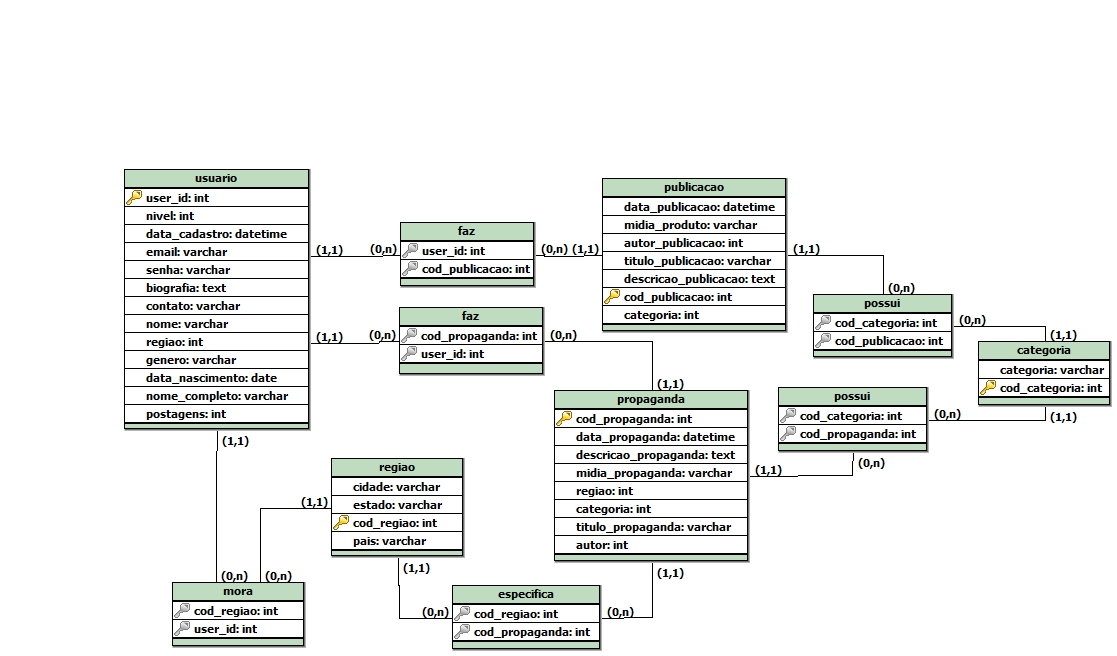 usuario
user_id: int
nivel: int
data_cadastro: datetime
email: varchar
senha: varchar
biografia: text
contato: varchar
nome: varchar
regiao: int
genero: varchar
data_nascimento: date
nome_completo: varchar
postagens: int
(1,1)
(0,n)
(1,1)
(0,n)
(1,1)
faz
user_id: int
cod_publicacao: int
(0,n)
(1,1)
faz
cod_propaganda: int
user_id: int
(0,n)
(1,1)
publicacao
data_publicacao: datetime
midia_produto: varchar
autor_publicacao: int
titulo_publicacao: varchar
descricao_publicacao: text
cod_publicacao: int
categoria: int
(1,1)
(0,n)
possui
cod_categoria: int
cod_publicacao: int
(0,n)
(1,1)
categoria
categoria: varchar
cod_categoria: int
(1,1)
possui
cod_categoria: int
cod_propaganda: int
(0,n)
(0,n)
propaganda
cod_propaganda: int
data_propaganda: datetime
descricao_propaganda: text
midia_propaganda: varchar
regiao: int
categoria: int
titulo_propaganda: varchar
autor: int
(1,1)
(1,1)
regiao
cidade: varchar
estado: varchar
cod_regiao: int
pais: varchar
(1,1)
(1,1)
(0,n)
(0,n)
mora
cod_regiao: int
user_id: int
(0,n)
especifica
cod_regiao: int
cod_propaganda: int
(0,n)